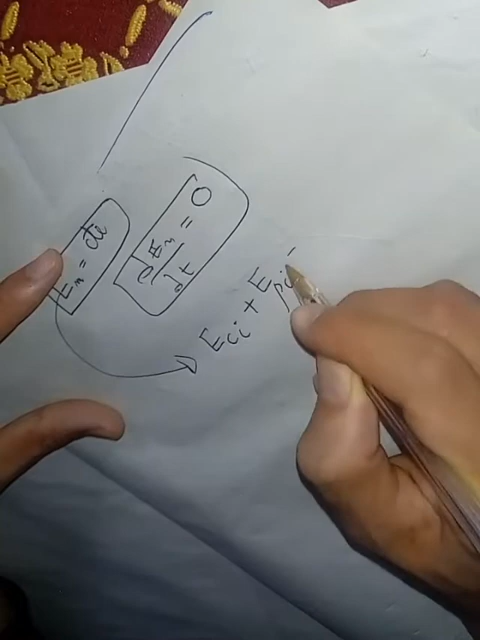 Em = cte
dEm/dt = 0
Eci + Epi -